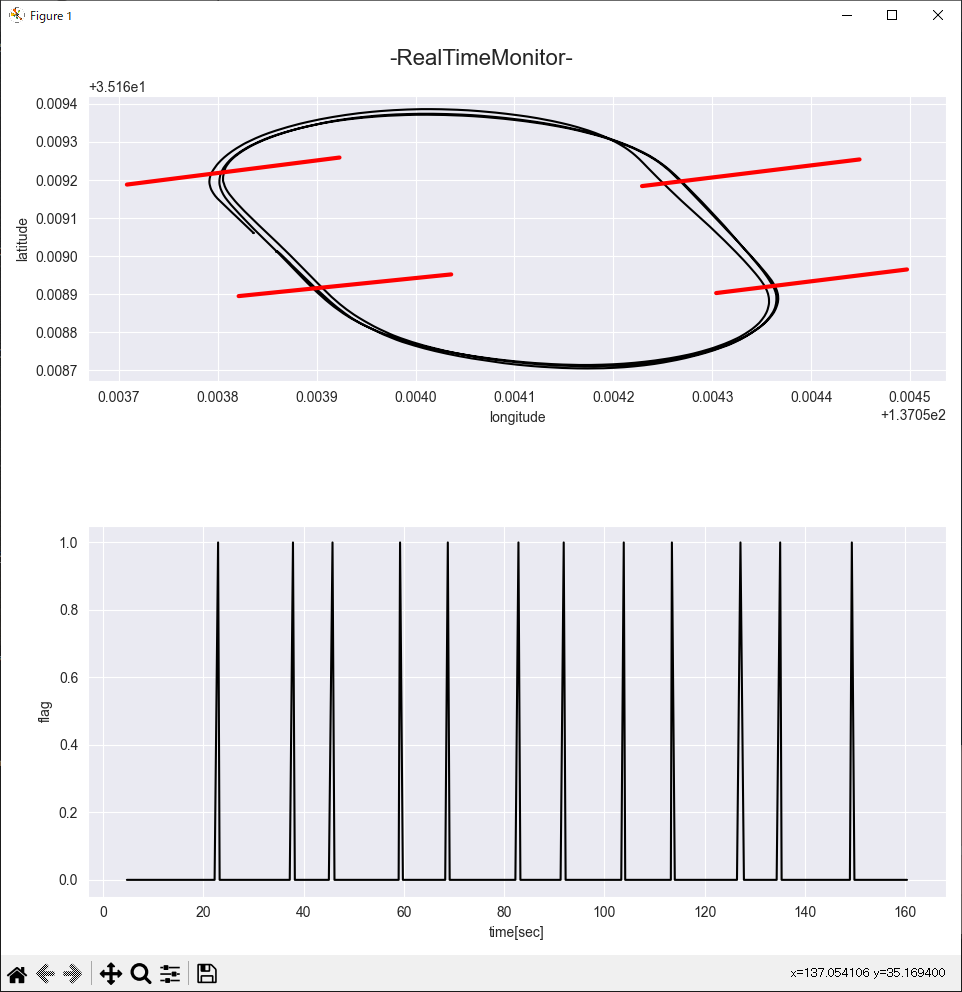 Figure 1
-RealTimeMonitor-
+3.516e1
0.0094
0.0093
0.0092
0.0091
0.0090
0.0089
0.0088
0.0087
latitude
0.0037 0.0038 0.0039 0.0040 0.0041 0.0042 0.0043 0.0044 0.0045
longitude
+1.3705e2
1.0
0.8
0.6
0.4
0.2
0.0
flag
0 20 40 60 80 100 120 140 160
time[sec]
x=137.054106 y=35.169400